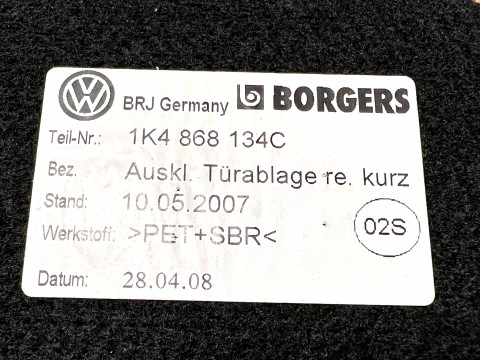 BRJ Germany BORGERS
Teil-Nr.: 1K4 868 134C
Bez. Auskl. Türablage re. kurz
Stand: 10.05.2007
Werkstoff: >PET+SBR< 02S
Datum: 28.04.08